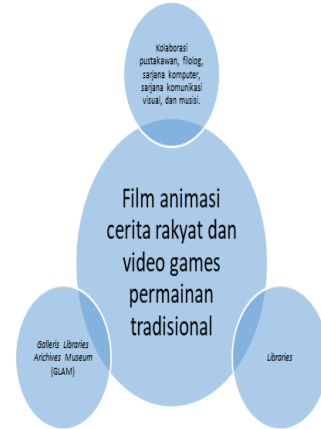 Kolaborasi
pustakawan, filolog,
sarjana komputer,
sarjana komunikasi
visual, dan musisi.
Film animasi
cerita rakyat dan
video games
permainan
tradisional
Galleris Libraries
Arichives Museum
(GLAM)
Libraries